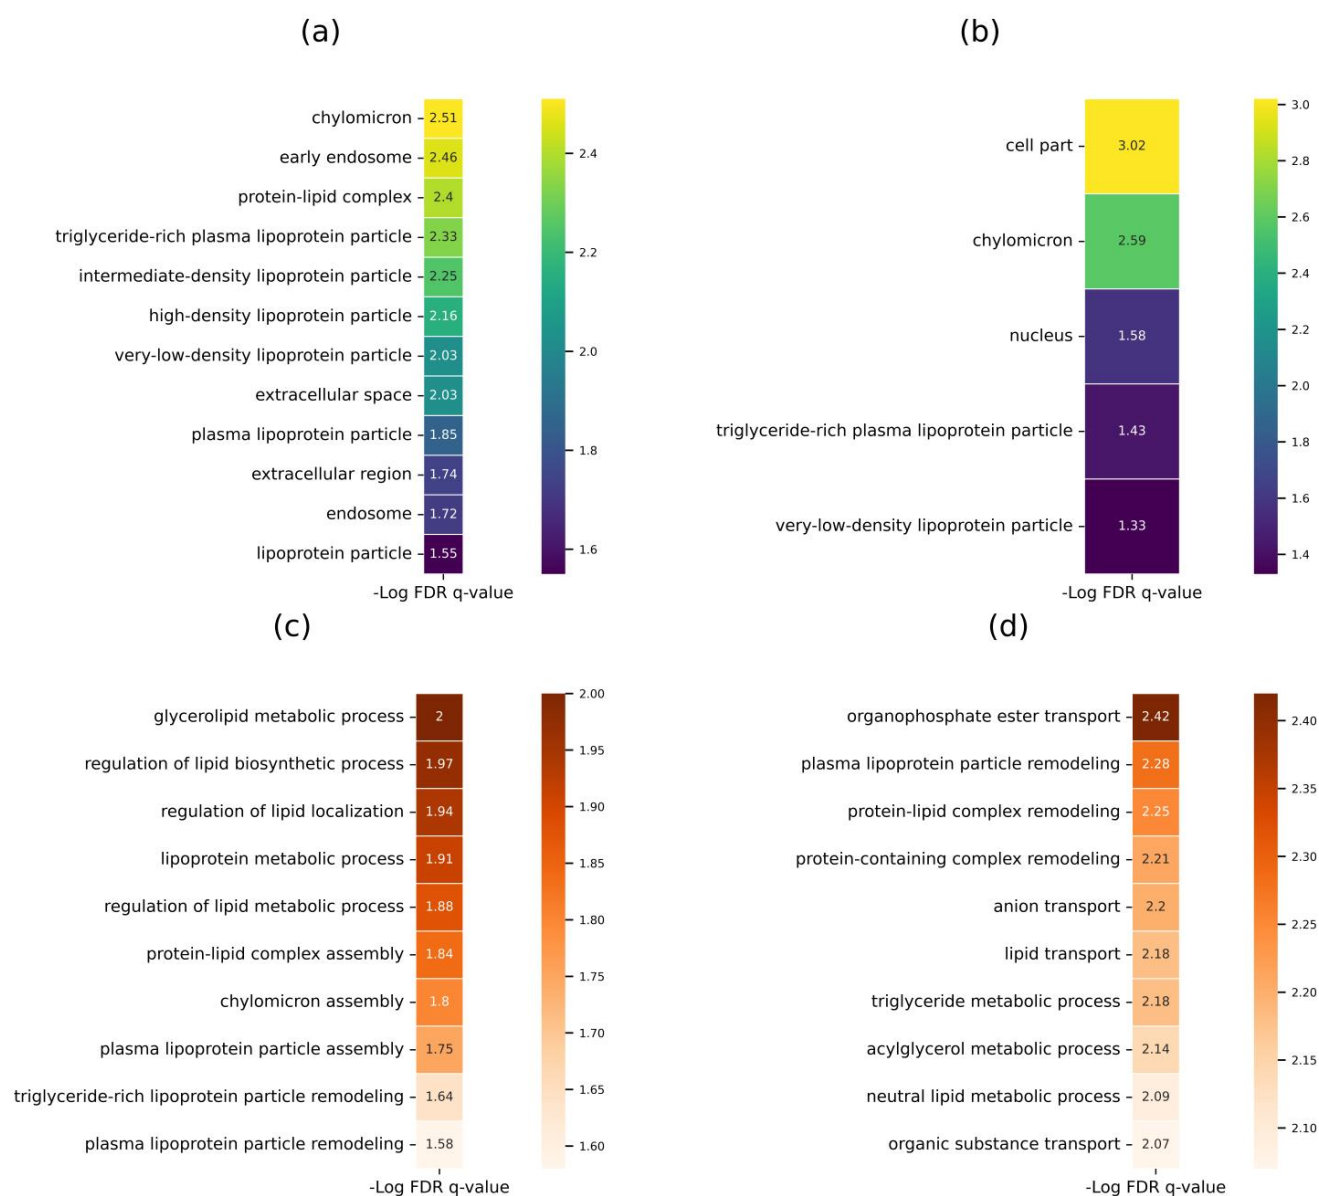 (a)
chylomicron 2.51
early endosome 2.46
2.4
protein-lipid complex 2.4
triglyceride-rich plasma lipoprotein particle 2.33
2.2
intermediate-density lipoprotein particle 2.25
high-density lipoprotein particle 2.16
very-low-density lipoprotein particle 2.03
2.0
extracellular space 2.03
plasma lipoprotein particle 1.85
1.8
extracellular region 1.74
endosome 1.72
lipoprotein particle 1.55
1.6
-Log FDR q-value
(b)
3.0
cell part 3.02
2.8
2.6
chylomicron 2.59
2.4
2.2
nucleus 1.58
2.0
1.8
triglyceride-rich plasma lipoprotein particle 1.43
1.6
very-low-density lipoprotein particle 1.33
1.4
-Log FDR q-value
(c)
2.00
glycerolipid metabolic process 2
1.95
regulation of lipid biosynthetic process 1.97
1.90
regulation of lipid localization 1.94
1.85
lipoprotein metabolic process 1.91
regulation of lipid metabolic process 1.88
1.80
protein-lipid complex assembly 1.84
1.75
chylomicron assembly 1.8
1.70
plasma lipoprotein particle assembly 1.75
1.65
triglyceride-rich lipoprotein particle remodeling 1.64
1.60
plasma lipoprotein particle remodeling 1.58
-Log FDR q-value
(d)
2.40
organophosphate ester transport 2.42
2.35
plasma lipoprotein particle remodeling 2.28
protein-lipid complex remodeling 2.25
2.30
protein-containing complex remodeling 2.21
2.25
anion transport 2.2
lipid transport 2.18
2.20
triglyceride metabolic process 2.18
2.15
acylglycerol metabolic process 2.14
neutral lipid metabolic process 2.09
2.10
organic substance transport 2.07
-Log FDR q-value